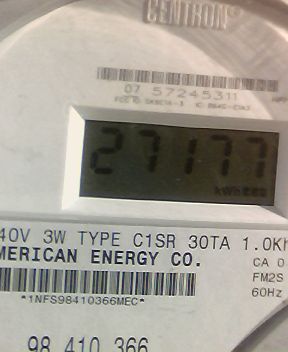 CENTRON®
07 57245311
27177
kWh
40V 3W TYPE C1SR 30TA 1.0Kh
MERICAN ENERGY CO.
CA 0
FM2S
60Hz
*1NFS98410366MEC*
98 410 366